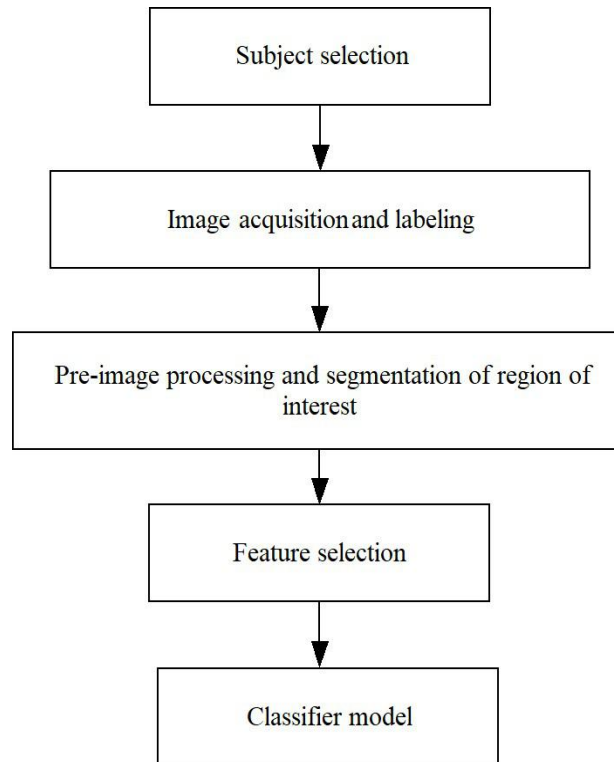 Subject selection
Image acquisition and labeling
Pre-image processing and segmentation of region of
interest
Feature selection
Classifier model